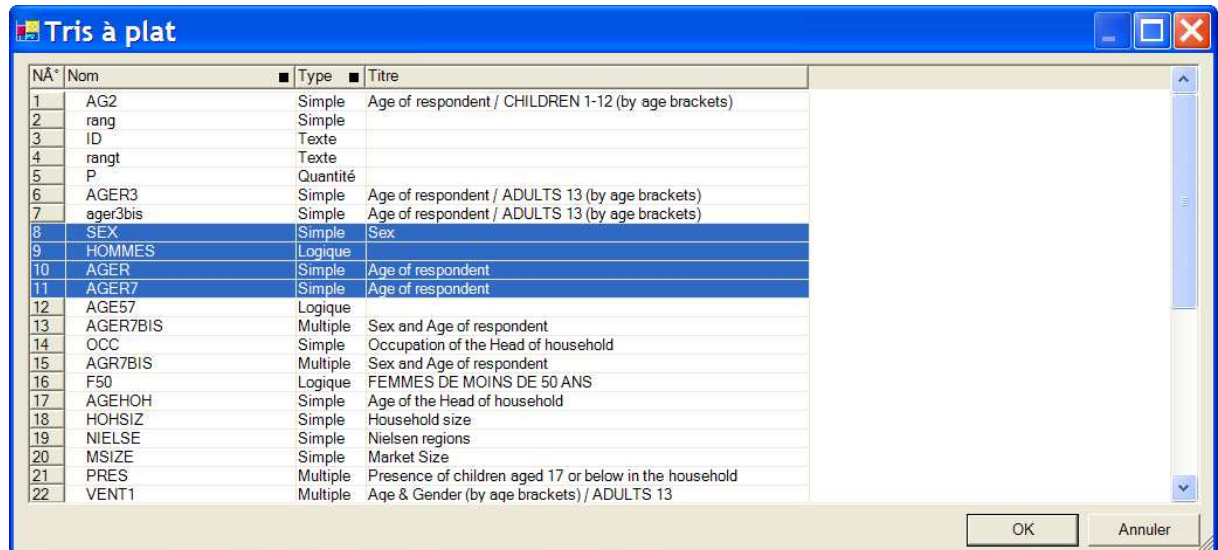 Tris à plat
NÂ° Nom Type Titre
1 AG2 Simple Age of respondent / CHILDREN 1-12 (by age brackets)
2 rang Simple
3 ID Texte
4 rangt Texte
5 P Quantité
6 AGER3 Simple Age of respondent / ADULTS 13 (by age brackets)
7 ager3bis Simple Age of respondent / ADULTS 13 (by age brackets)
8 SEX Simple Sex
9 HOMMES Logique
10 AGER Simple Age of respondent
11 AGER7 Simple Age of respondent
12 AGE57 Logique
13 AGER7BIS Multiple Sex and Age of respondent
14 OCC Simple Occupation of the Head of household
15 AGR7BIS Multiple Sex and Age of respondent
16 F50 Logique FEMMES DE MOINS DE 50 ANS
17 AGEHOH Simple Age of the Head of household
18 HOHSIZ Simple Household size
19 NIELSE Simple Nielsen regions
20 MSIZE Simple Market Size
21 PRES Multiple Presence of children aged 17 or below in the household
22 VENT1 Multiple Age & Gender (by age brackets) / ADULTS 13
OK Annuler